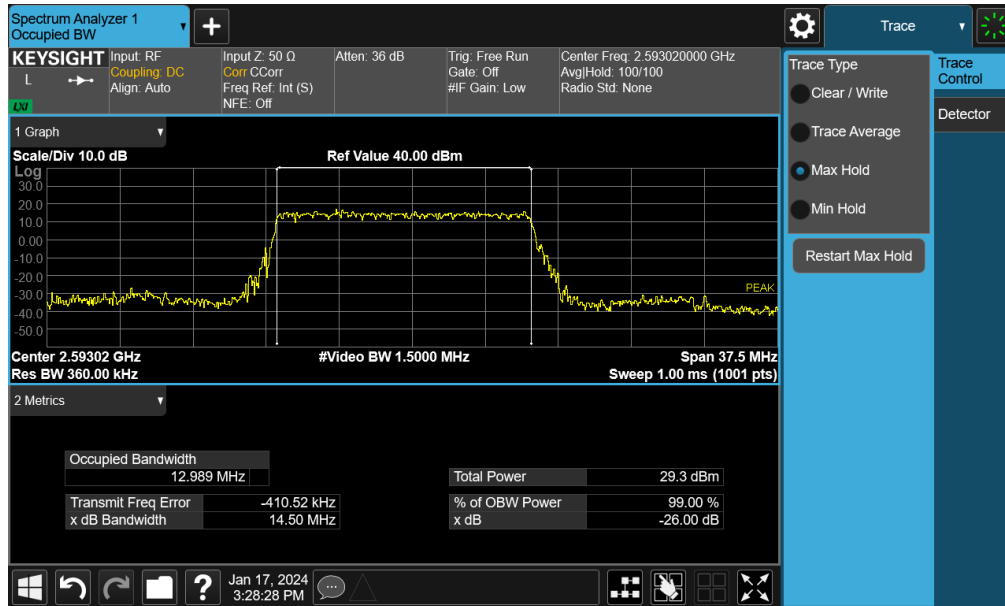 Spectrum Analyzer 1
Occupied BW
+
Trace
KEYSIGHT
L
LXI
Input: RF
Coupling: DC
Align: Auto
Input Z: 50 Ω
Corr CCorr
Freq Ref: Int (S)
NFE: Off
Atten: 36 dB
Trig: Free Run
Gate: Off
#IF Gain: Low
Center Freq: 2.593020000 GHz
Avg|Hold: 100/100
Radio Std: None
Trace Type
Clear / Write
Trace Average
Max Hold
Min Hold
Restart Max Hold
Trace
Control
Detector
1 Graph
Scale/Div 10.0 dB
Ref Value 40.00 dBm
Log
30.0
20.0
10.0
0.00
-10.0
-20.0
-30.0
-40.0
-50.0
PEAK
Center 2.59302 GHz
#Video BW 1.5000 MHz
Span 37.5 MHz
Res BW 360.00 kHz
Sweep 1.00 ms (1001 pts)
2 Metrics
Occupied Bandwidth
12.989 MHz
Transmit Freq Error -410.52 kHz
x dB Bandwidth 14.50 MHz
Total Power 29.3 dBm
% of OBW Power 99.00 %
x dB -26.00 dB
?
Jan 17, 2024
3:28:28 PM